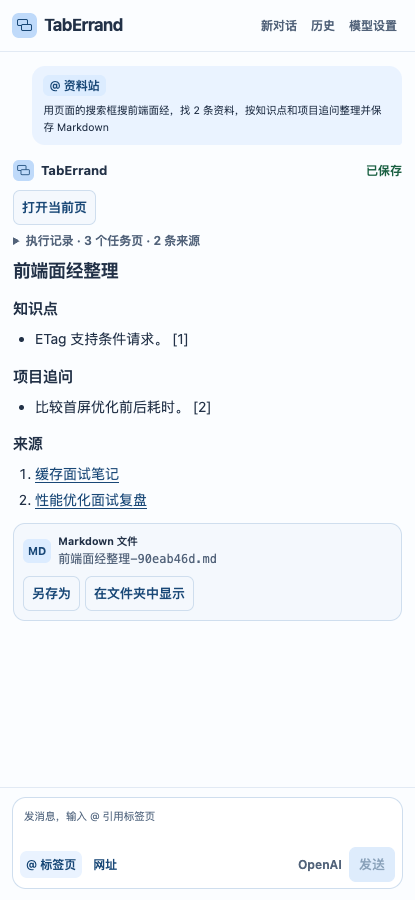 TabErrand
新对话 历史 模型设置
@ 资料站
用页面的搜索框搜前端面经，找 2 条资料，按知识点和项目追问整理并保
存 Markdown
TabErrand 已保存
打开当前页
▶ 执行记录 · 3 个任务页 · 2 条来源
前端面经整理
知识点
• ETag 支持条件请求。 [1]
项目追问
• 比较首屏优化前后耗时。 [2]
来源
1. 缓存面试笔记
2. 性能优化面试复盘
MD
Markdown 文件
前端面经整理-90eab46d.md
另存为 在文件夹中显示
发消息，输入 @ 引用标签页
@ 标签页 网址 OpenAI 发送